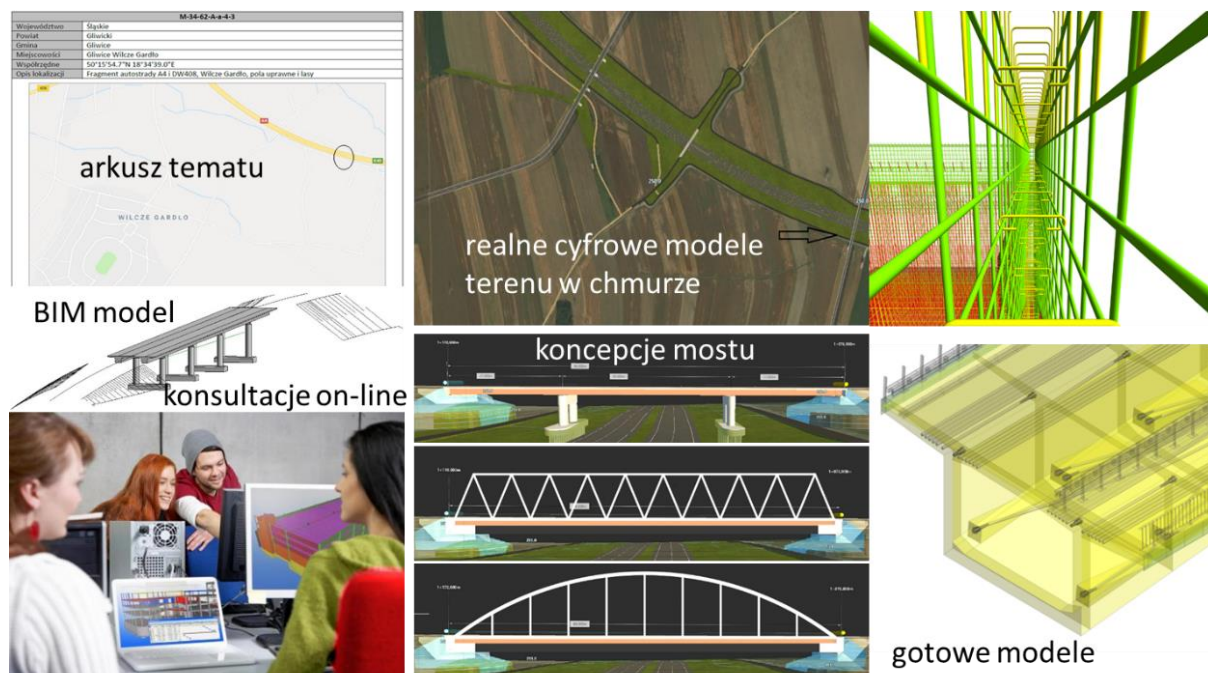 M-34-62-A-a-4-3
Województwo Śląskie
Powiat Gliwicki
Gmina Gliwice
Miejscowości Gliwice Wilcze Gardło
Współrzędne 50°15'54.7"N 18°34'39.0"E
Opis lokalizacji Fragment autostrady A4 i DW408, Wilcze Gardło, pola uprawne i lasy
arkusz tematu
WILCZE GARDŁO
realne cyfrowe modele
terenu w chmurze
BIM model
konsultacje on-line
koncepcje mostu
gotowe modele